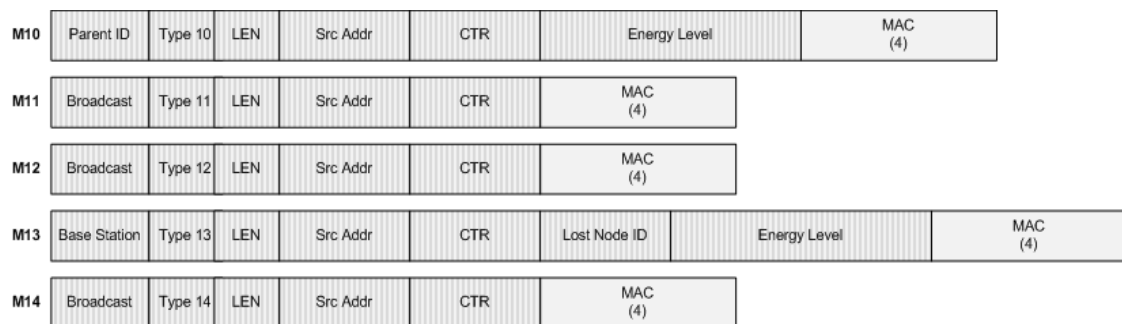 M10 Parent ID Type 10 LEN Src Addr CTR Energy Level MAC
(4)
M11 Broadcast Type 11 LEN Src Addr CTR MAC
(4)
M12 Broadcast Type 12 LEN Src Addr CTR MAC
(4)
M13 Base Station Type 13 LEN Src Addr CTR Lost Node ID Energy Level MAC
(4)
M14 Broadcast Type 14 LEN Src Addr CTR MAC
(4)